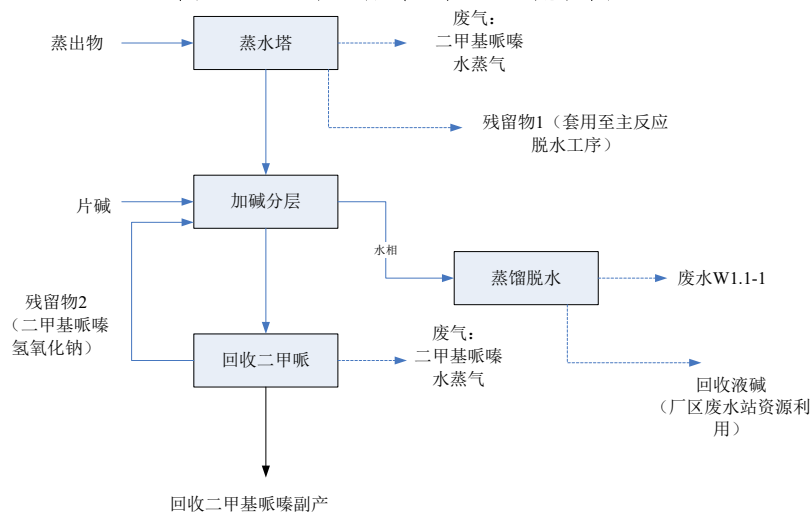 废气：
二甲基哌嗪
水蒸气
蒸出物
蒸水塔
残留物1（套用至主反应
脱水工序）
片碱
加碱分层
水相
蒸馏脱水
废水W1.1-1
残留物2
（二甲基哌嗪
氢氧化钠）
回收二甲哌
废气：
二甲基哌嗪
水蒸气
回收液碱
（厂区废水站资源利
用）
回收二甲基哌嗪副产